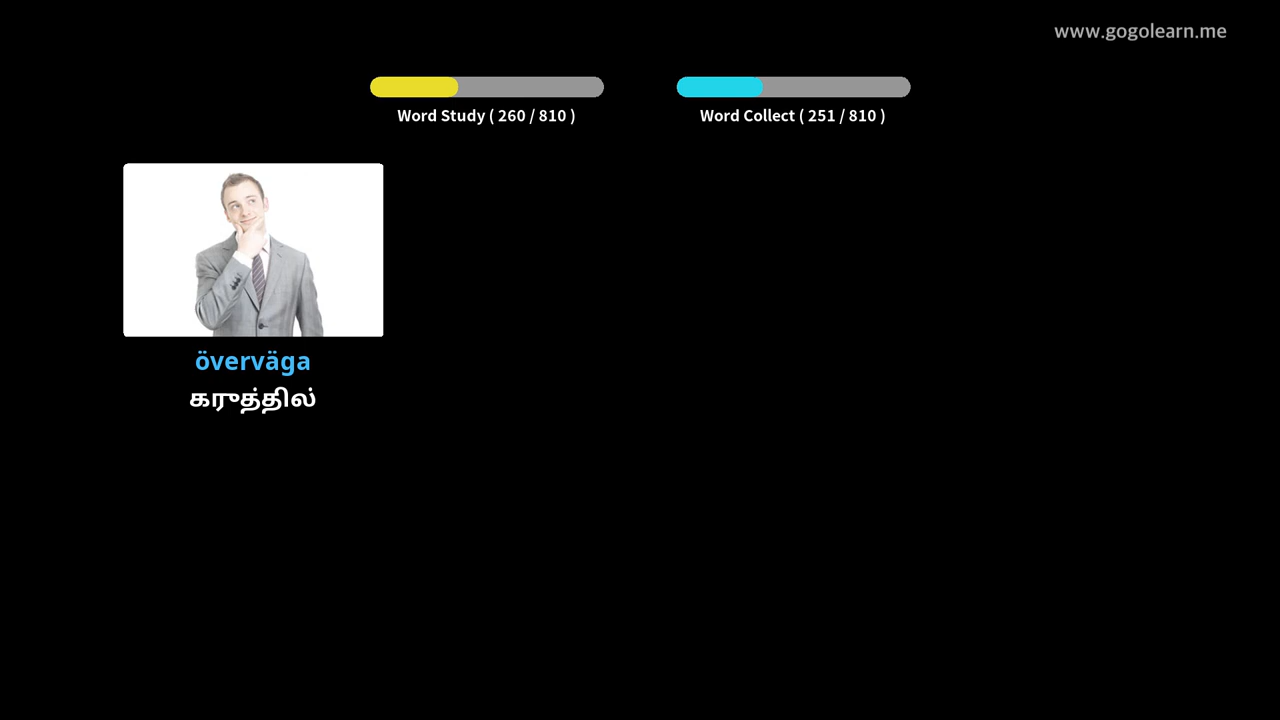 www.gogolearn.me
Word Study ( 260 / 810 )
Word Collect ( 251 / 810 )
överväga
கருத்தில்